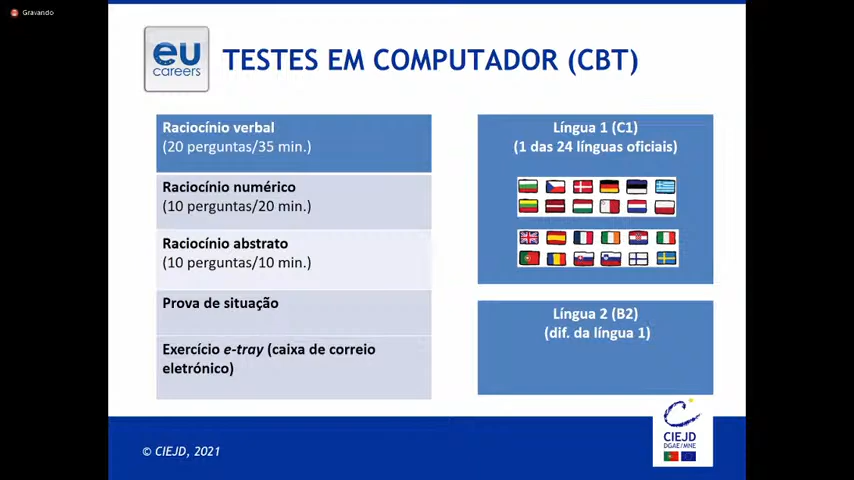 Gravando
eu
careers
TESTES EM COMPUTADOR (CBT)
Raciocínio verbal
(20 perguntas/35 min.)
Raciocínio numérico
(10 perguntas/20 min.)
Raciocínio abstrato
(10 perguntas/10 min.)
Prova de situação
Exercício e-tray (caixa de correio
eletrónico)
Língua 1 (C1)
(1 das 24 línguas oficiais)
Língua 2 (B2)
(dif. da língua 1)
© CIEJD, 2021
CIEJD
DGAE/MNE